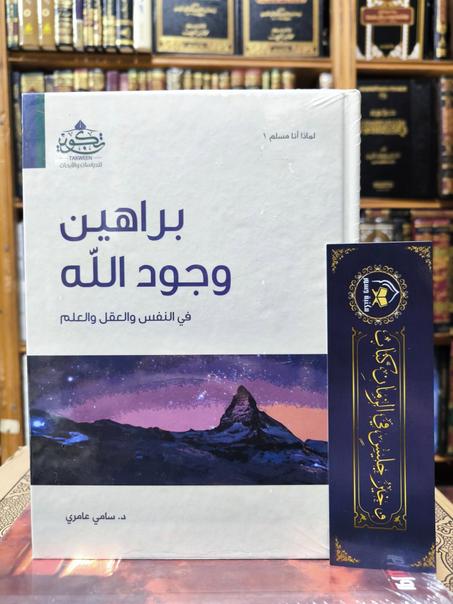 لماذا أنا مسلم ١
تكوين
TAKWEEN
للدراسات والأبحاث
براهين
وجود الله
في النفس والعقل والعلم
د. سامي عامري
وخير جليس في الزمان كتاب